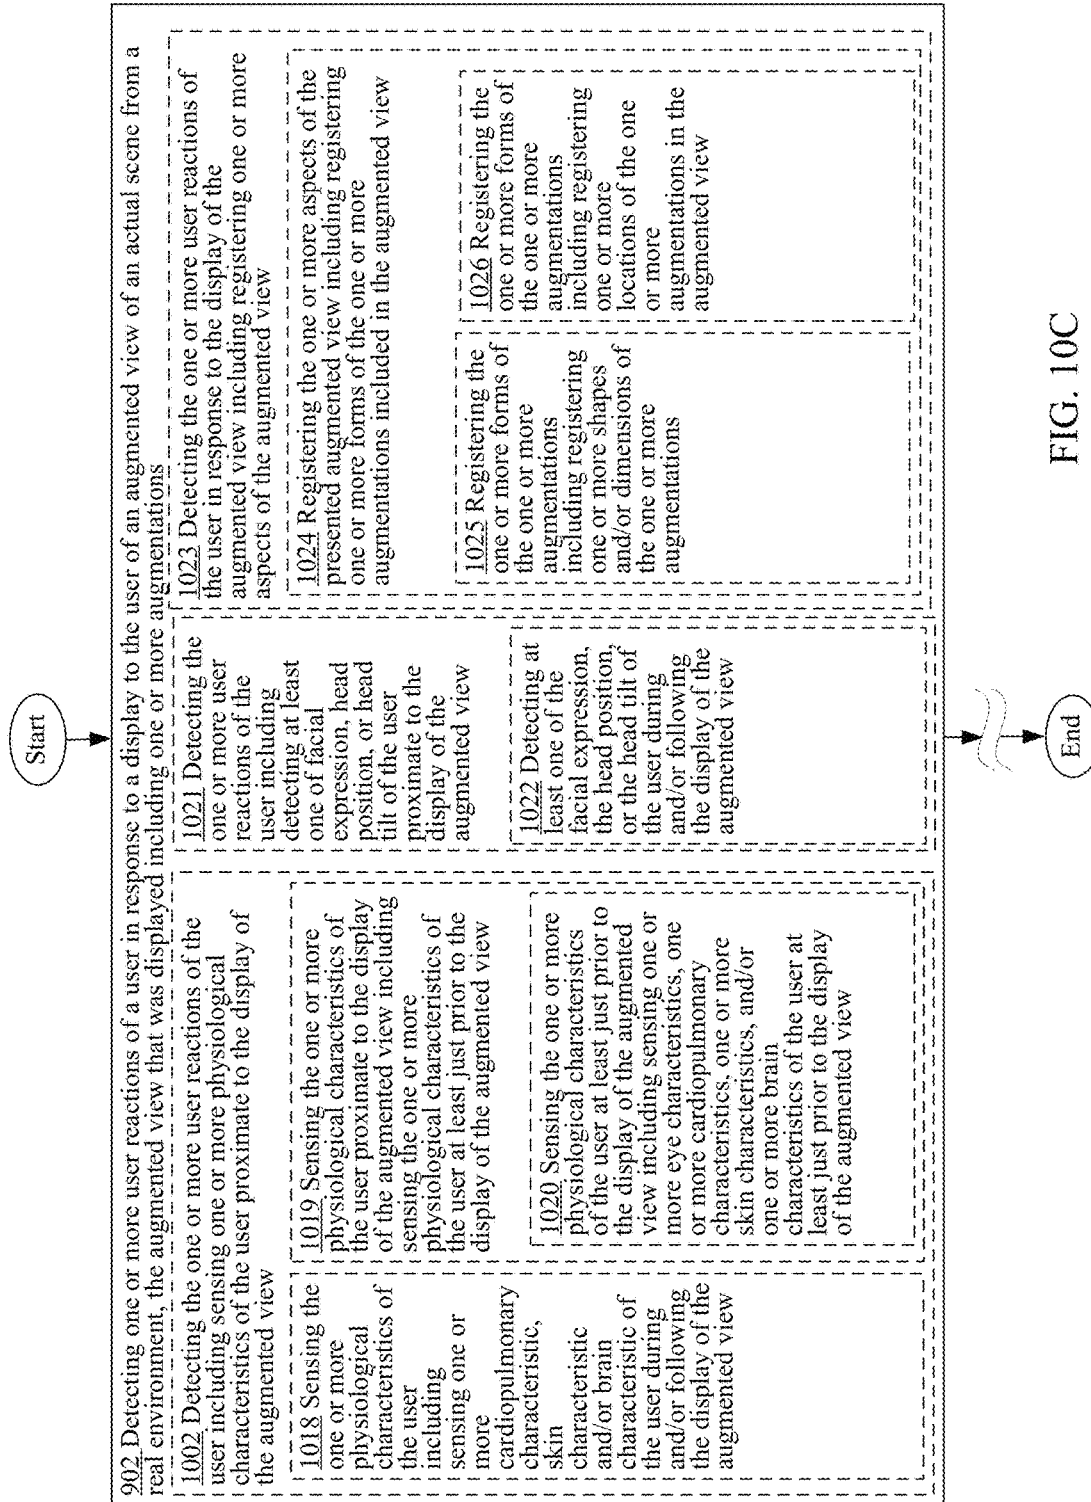 Start
902 Detecting one or more user reactions of a user in response to a display to the user of an augmented view of an actual scene from a
real environment, the augmented view that was displayed including one or more augmentations
1002 Detecting the one or more user reactions of the
user including sensing one or more physiological
characteristics of the user proximate to the display of
the augmented view
1018 Sensing the
one or more
physiological
characteristics of
the user
including
sensing one or
more
cardiopulmonary
characteristic,
skin
characteristic
and/or brain
characteristic of
the user during
and/or following
the display of the
augmented view
1019 Sensing the one or more
physiological characteristics of
the user proximate to the display
of the augmented view including
sensing the one or more
physiological characteristics of
the user at least just prior to the
display of the augmented view
1020 Sensing the one or more
physiological characteristics
of the user at least just prior to
the display of the augmented
view including sensing one or
more eye characteristics, one
or more cardiopulmonary
characteristics, one or more
skin characteristics, and/or
one or more brain
characteristics of the user at
least just prior to the display
of the augmented view
1021 Detecting the
one or more user
reactions of the
user including
detecting at least
one of facial
expression, head
position, or head
tilt of the user
proximate to the
display of the
augmented view
1022 Detecting at
least one of the
facial expression,
the head position,
or the head tilt of
the user during
and/or following
the display of the
augmented view
1023 Detecting the one or more user reactions of
the user in response to the display of the
augmented view including registering one or more
aspects of the augmented view
1024 Registering the one or more aspects of the
presented augmented view including registering
one or more forms of the one or more
augmentations included in the augmented view
1025 Registering the
one or more forms of
the one or more
augmentations
including registering
one or more shapes
and/or dimensions of
the one or more
augmentations
1026 Registering the
one or more forms of
the one or more
augmentations
including registering
one or more
locations of the one
or more
augmentations in the
augmented view
End
FIG. 10C